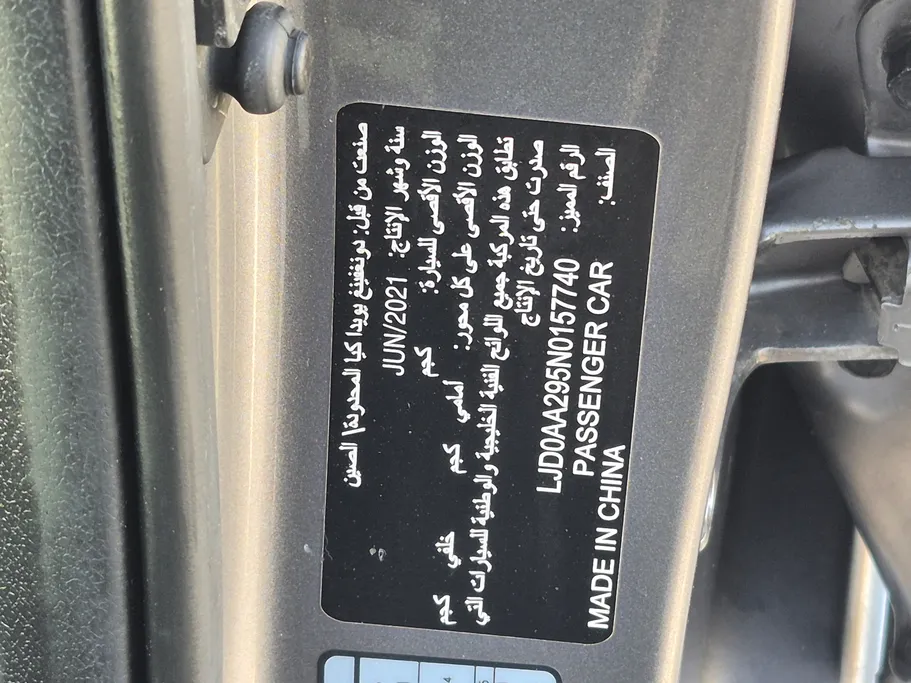 صنعت من قبل: دونغفينغ يويدا كيا المحدودة\ الصين
سنة وشهر الإنتاج: JUN/2021
الوزن الأقصى للسيارة: كجم
الوزن الأقصى على كل محور: أمامي كجم خلفي كجم
تطابق هذه المركبة جميع اللوائح الفنية الخليجية والوطنية للسيارات التي
صدرت حتى تاريخ الإنتاج
الرقم المميز: LJD0AA295N0157740
الصنف: PASSENGER CAR
MADE IN CHINA